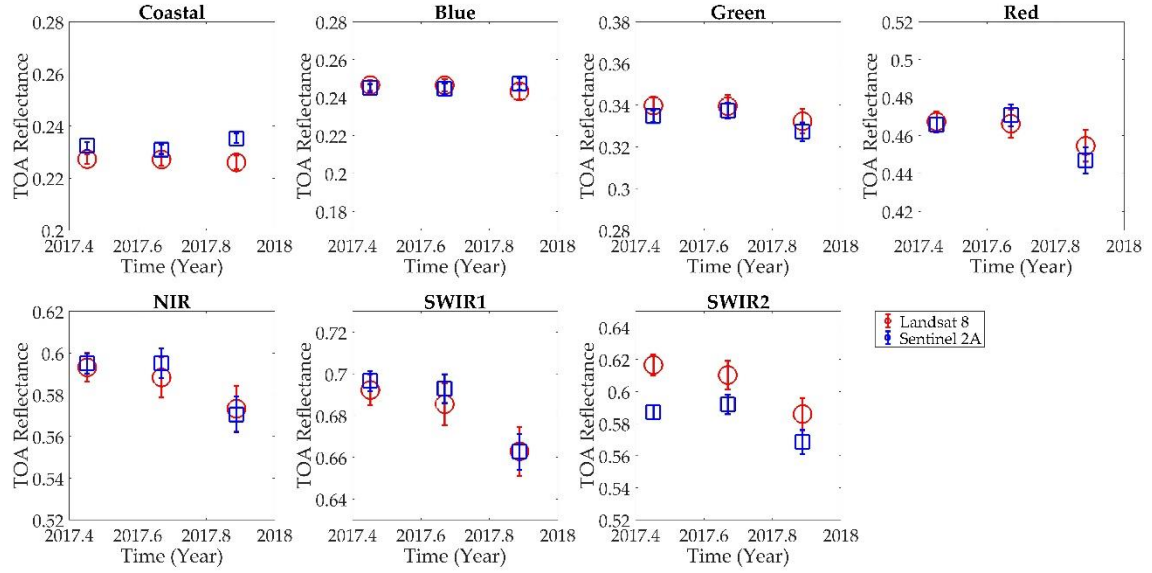 Coastal
0.28
0.26
0.24
0.22
0.2
TOA Reflectance
2017.4 2017.6 2017.8 2018
Time (Year)
Blue
0.28
0.26
0.24
0.22
0.2
0.18
TOA Reflectance
2017.4 2017.6 2017.8 2018
Time (Year)
Green
0.38
0.36
0.34
0.32
0.3
0.28
TOA Reflectance
2017.4 2017.6 2017.8 2018
Time (Year)
Red
0.52
0.5
0.48
0.46
0.44
0.42
TOA Reflectance
2017.4 2017.6 2017.8 2018
Time (Year)
NIR
0.62
0.6
0.58
0.56
0.54
0.52
TOA Reflectance
2017.4 2017.6 2017.8 2018
Time (Year)
SWIR1
0.72
0.7
0.68
0.66
0.64
TOA Reflectance
2017.4 2017.6 2017.8 2018
Time (Year)
SWIR2
0.64
0.62
0.6
0.58
0.56
0.54
0.52
TOA Reflectance
2017.4 2017.6 2017.8 2018
Time (Year)
Landsat 8
Sentinel 2A